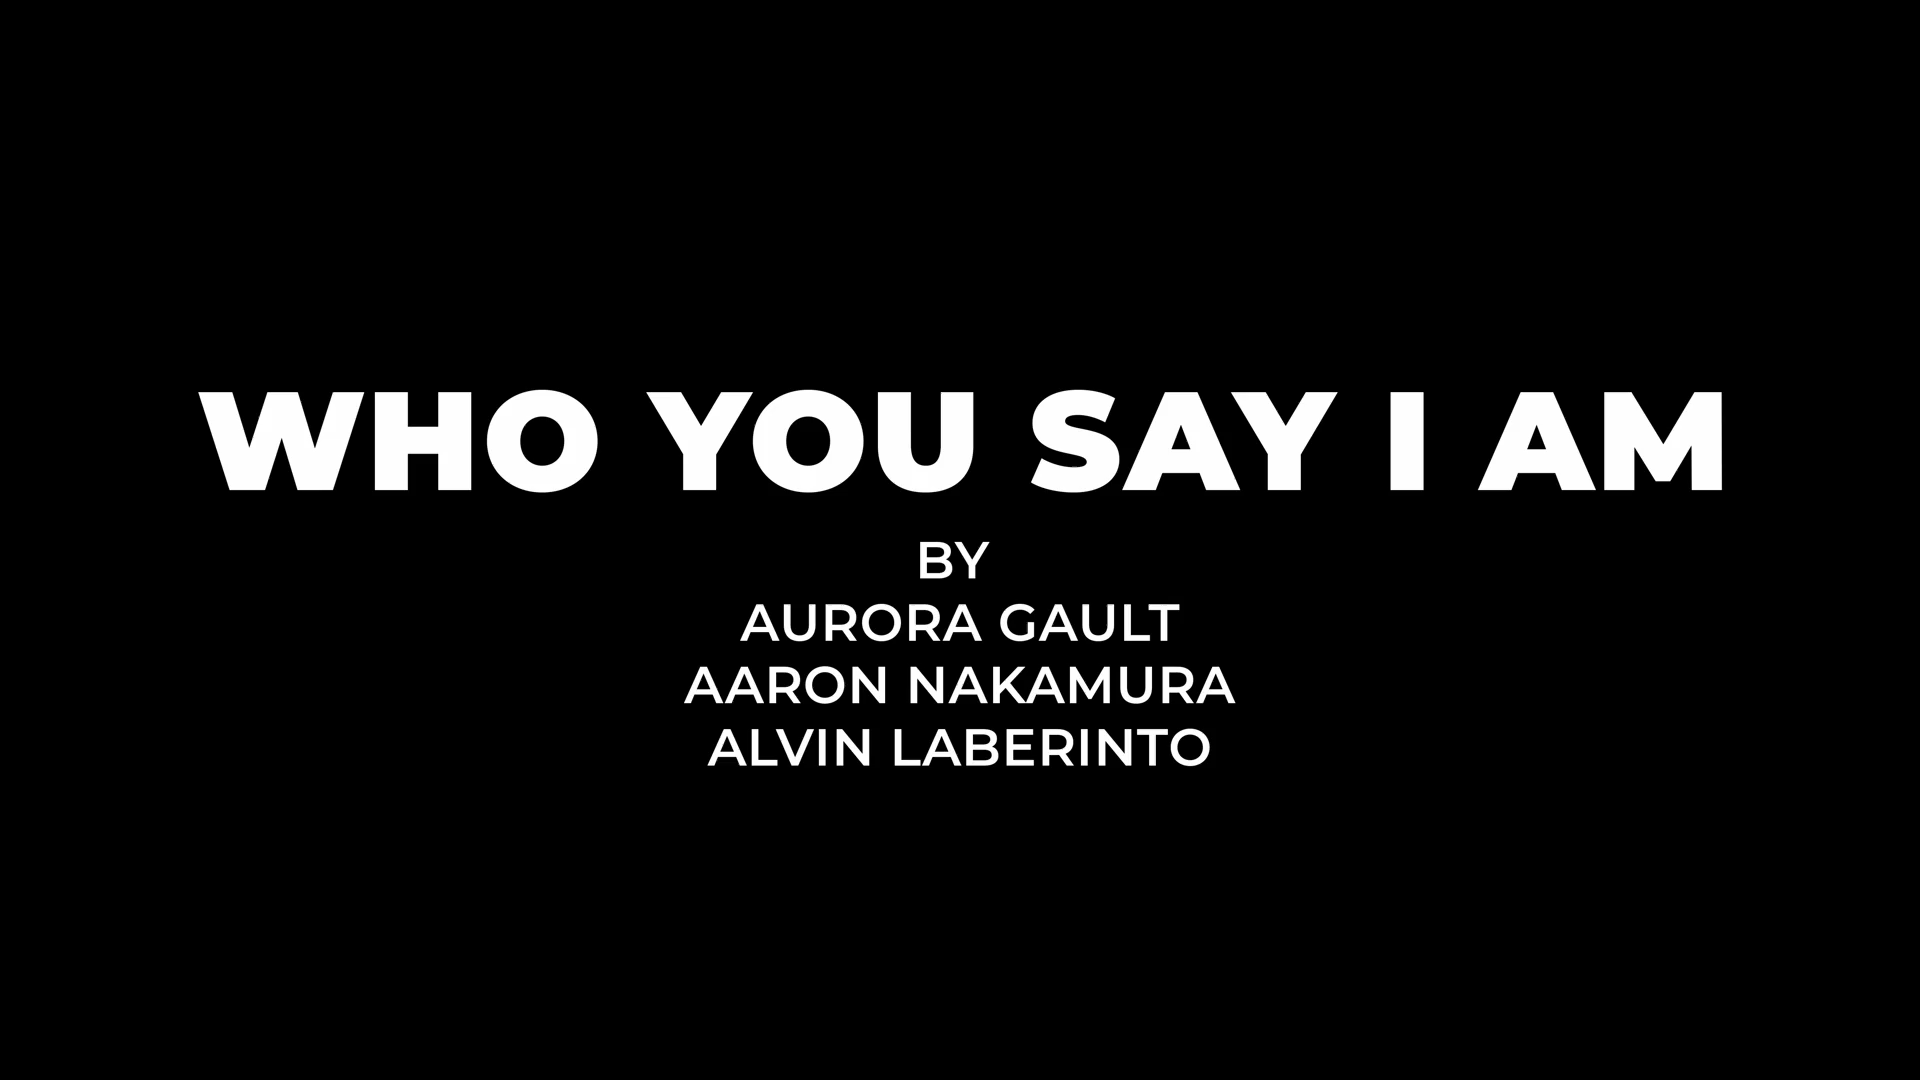 WHO YOU SAY I AM
BY
AURORA GAULT
AARON NAKAMURA
ALVIN LABERINTO